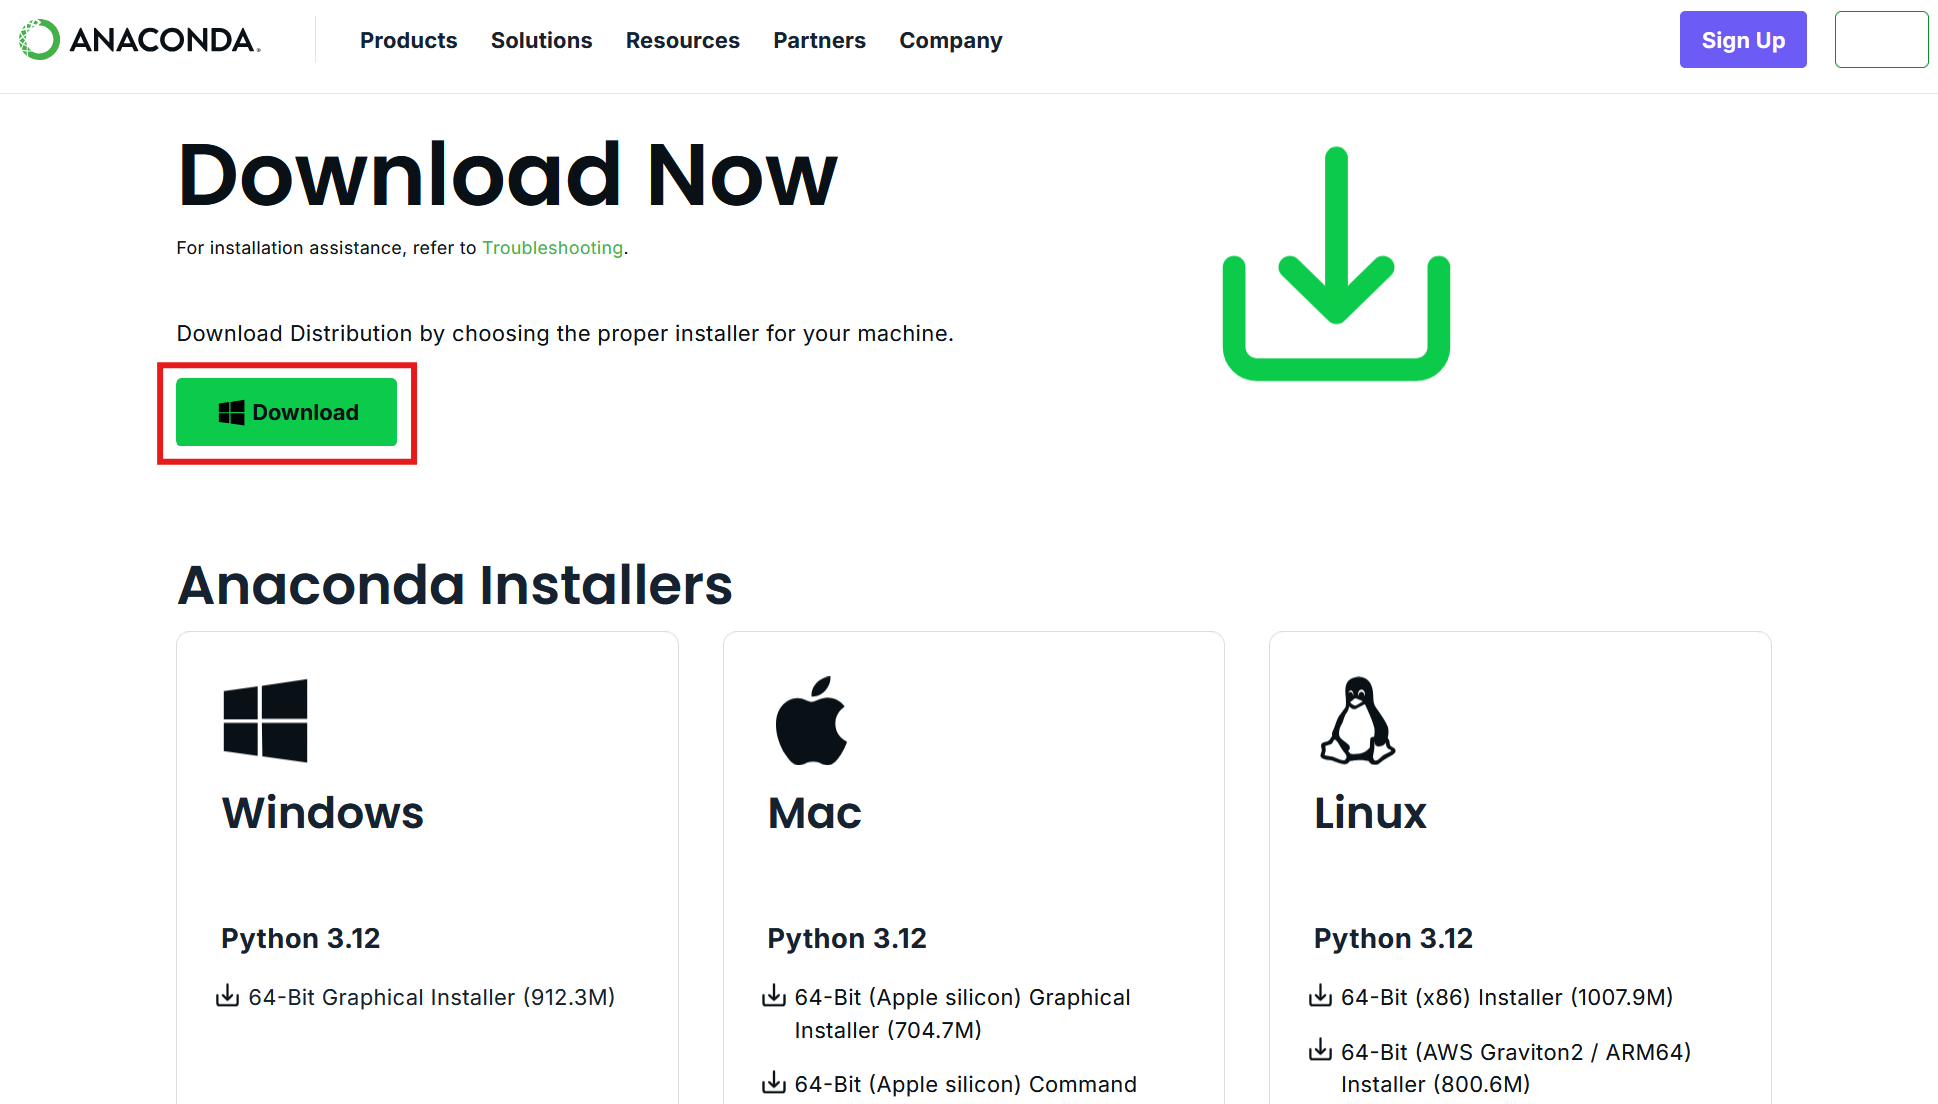 ANACONDA.
Products Solutions Resources Partners Company
Sign Up
Download Now
For installation assistance, refer to Troubleshooting.
Download Distribution by choosing the proper installer for your machine.
Download
Anaconda Installers
Windows
Python 3.12
64-Bit Graphical Installer (912.3M)
Mac
Python 3.12
64-Bit (Apple silicon) Graphical
Installer (704.7M)
64-Bit (Apple silicon) Command
Linux
Python 3.12
64-Bit (x86) Installer (1007.9M)
64-Bit (AWS Graviton2 / ARM64)
Installer (800.6M)